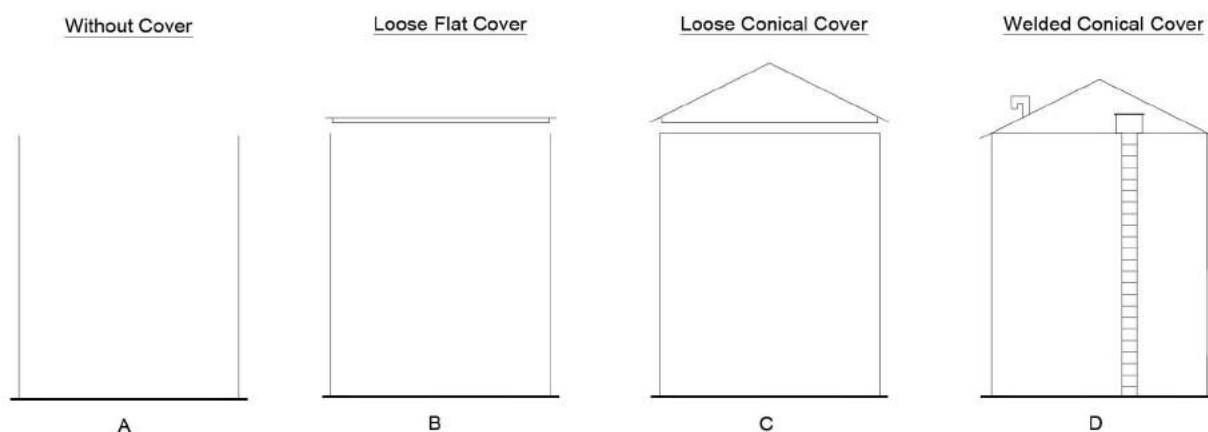 Without Cover
Loose Flat Cover
Loose Conical Cover
Welded Conical Cover
A
B
C
D